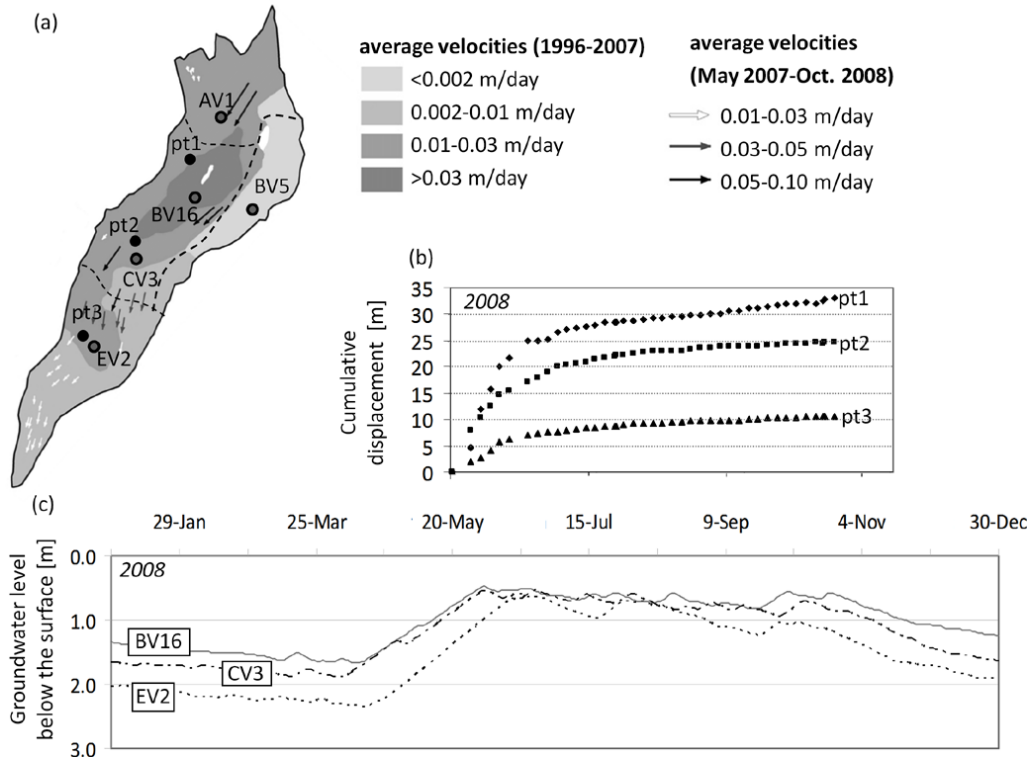 (a)
AV1
pt1
BV5
BV16
pt2
CV3
pt3
EV2
average velocities (1996-2007)
<0.002 m/day
0.002-0.01 m/day
0.01-0.03 m/day
>0.03 m/day
average velocities
(May 2007-Oct. 2008)
0.01-0.03 m/day
0.03-0.05 m/day
0.05-0.10 m/day
(b)
Cumulative
displacement [m]
35
30
25
20
15
10
5
0
2008
pt1
pt2
pt3
(c)
29-Jan 25-Mar 20-May 15-Jul 9-Sep 4-Nov 30-Dec
Groundwater level
below the surface [m]
0.0
1.0
2.0
3.0
2008
BV16
CV3
EV2